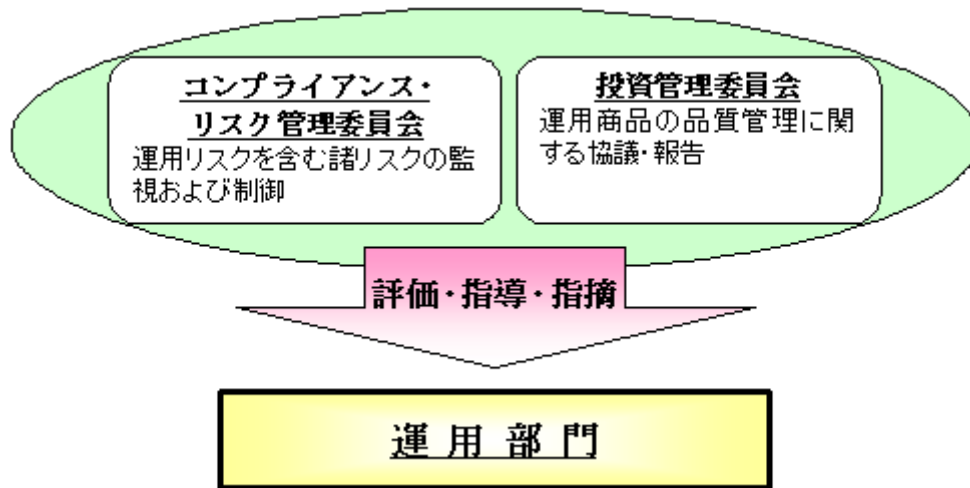 コンプライアンス・
リスク管理委員会
運用リスクを含む諸リスクの監
視および制御
投資管理委員会
運用商品の品質管理に関
する協議・報告
評価・指導・指摘
運用部門